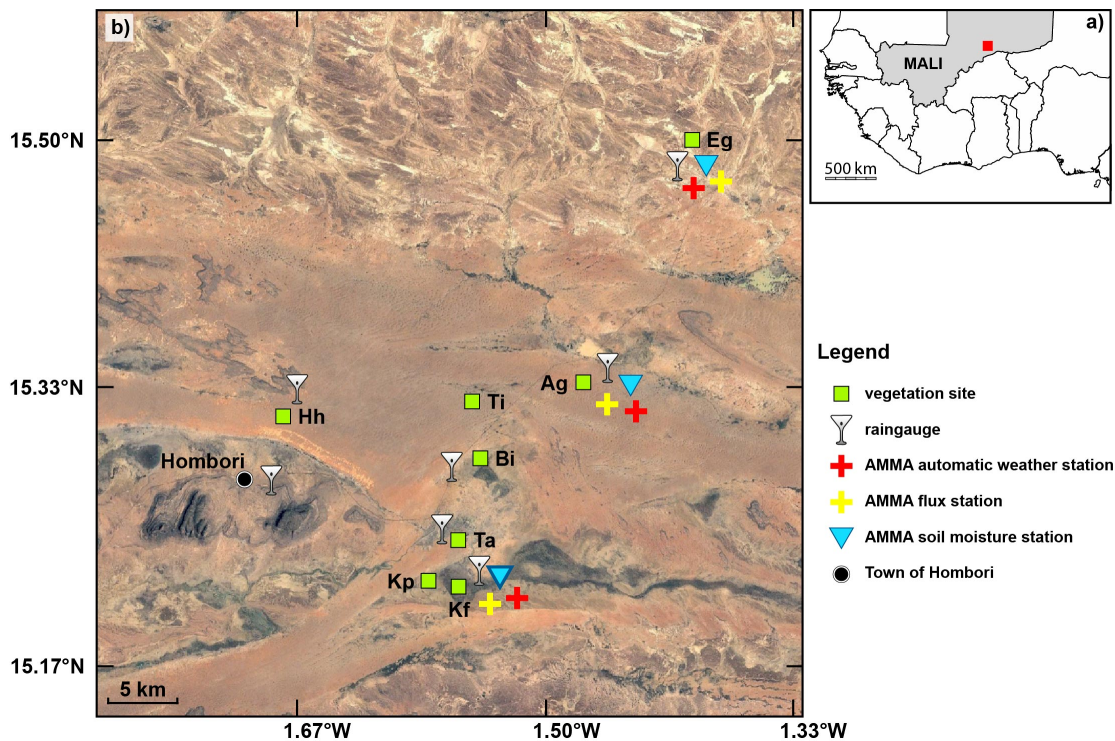 b)
a)
MALI
500 km
15.50°N
Eg
15.33°N
Ag
Ti
Hh
Hombori
Bi
Ta
Kp
Kf
15.17°N
5 km
1.67°W
1.50°W
1.33°W
Legend
vegetation site
raingauge
AMMA automatic weather station
AMMA flux station
AMMA soil moisture station
Town of Hombori